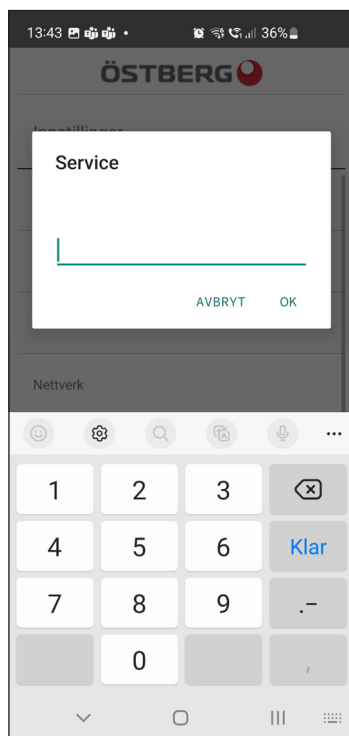 13:43 36%
ÖSTBERG
Innstillinger
Service
AVBRYT OK
Nettverk
1 2 3
4 5 6 Klar
7 8 9 .-
0 ,